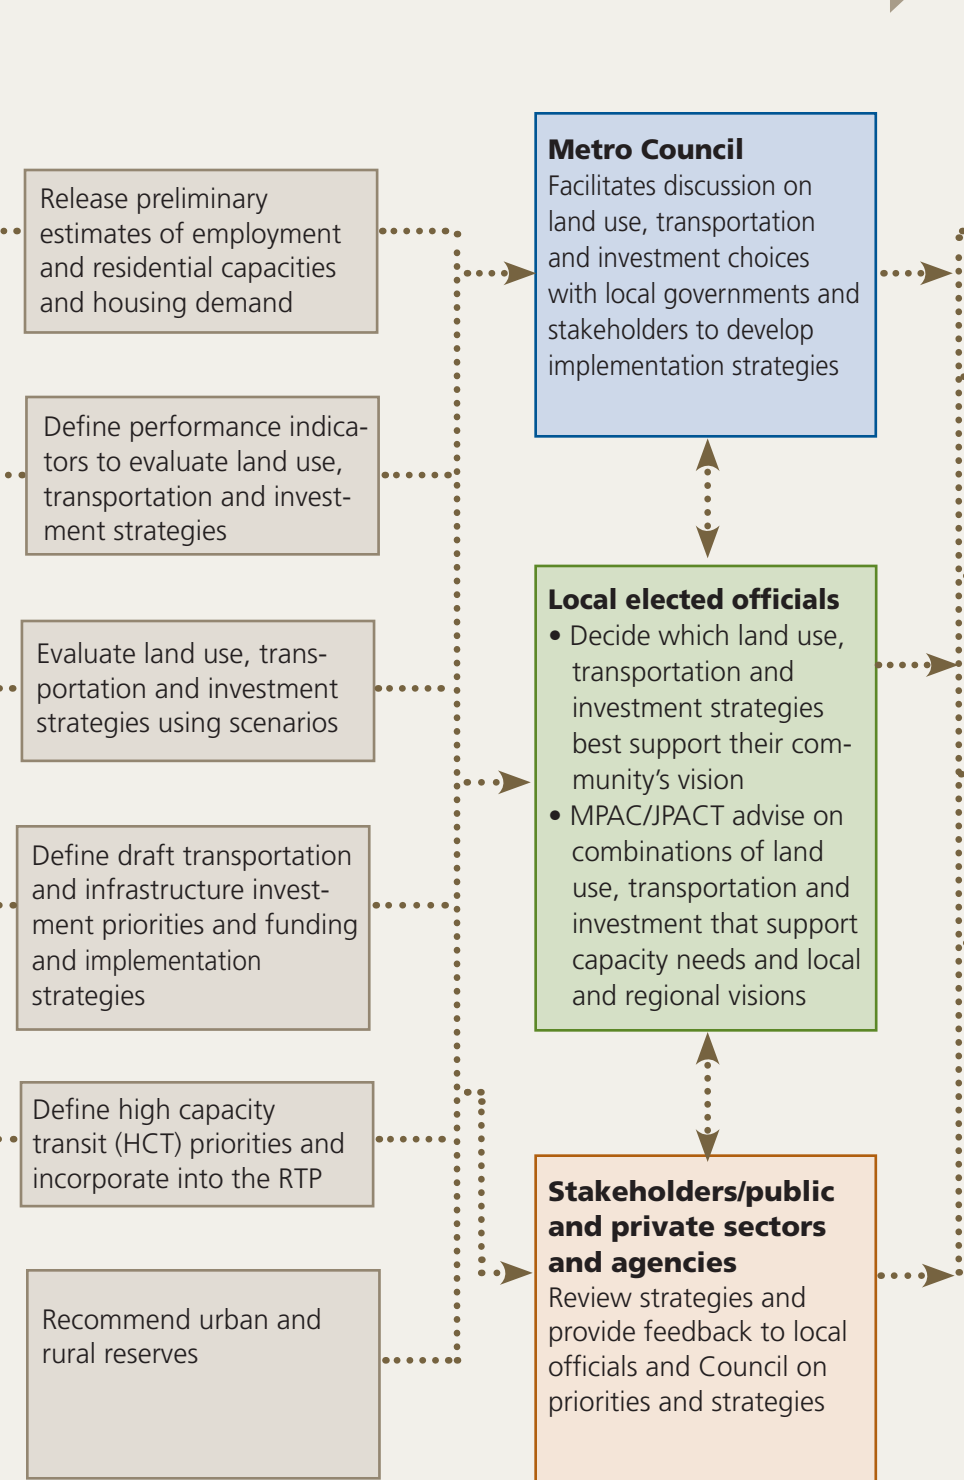 Release preliminary
estimates of employment
and residential capacities
and housing demand
Define performance indica-
tors to evaluate land use,
transportation and invest-
ment strategies
Evaluate land use, trans-
portation and investment
strategies using scenarios
Define draft transportation
and infrastructure invest-
ment priorities and funding
and implementation
strategies
Define high capacity
transit (HCT) priorities and
incorporate into the RTP
Recommend urban and
rural reserves
Metro Council
Facilitates discussion on
land use, transportation
and investment choices
with local governments and
stakeholders to develop
implementation strategies
Local elected officials
• Decide which land use,
transportation and
investment strategies
best support their com-
munity’s vision
• MPAC/JPACT advise on
combinations of land
use, transportation and
investment that support
capacity needs and local
and regional visions
Stakeholders/public
and private sectors
and agencies
Review strategies and
provide feedback to local
officials and Council on
priorities and strategies